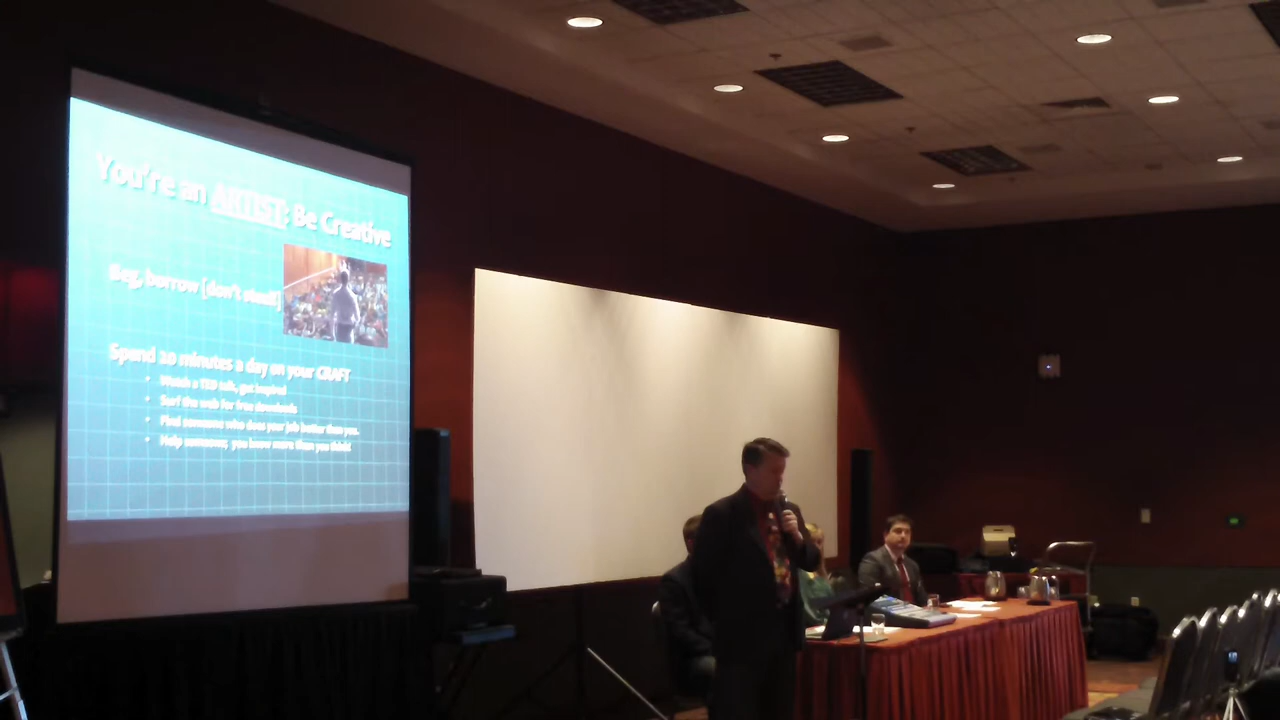 You're an ARTIST: Be Creative
Beg, borrow [don't steal]
Spend 20 minutes a day on your CRAFT
• Watch a TED talk, get inspired
• Surf the web for free downloads
• Find someone who does your job better than you.
• Help someone, you know more than you think!